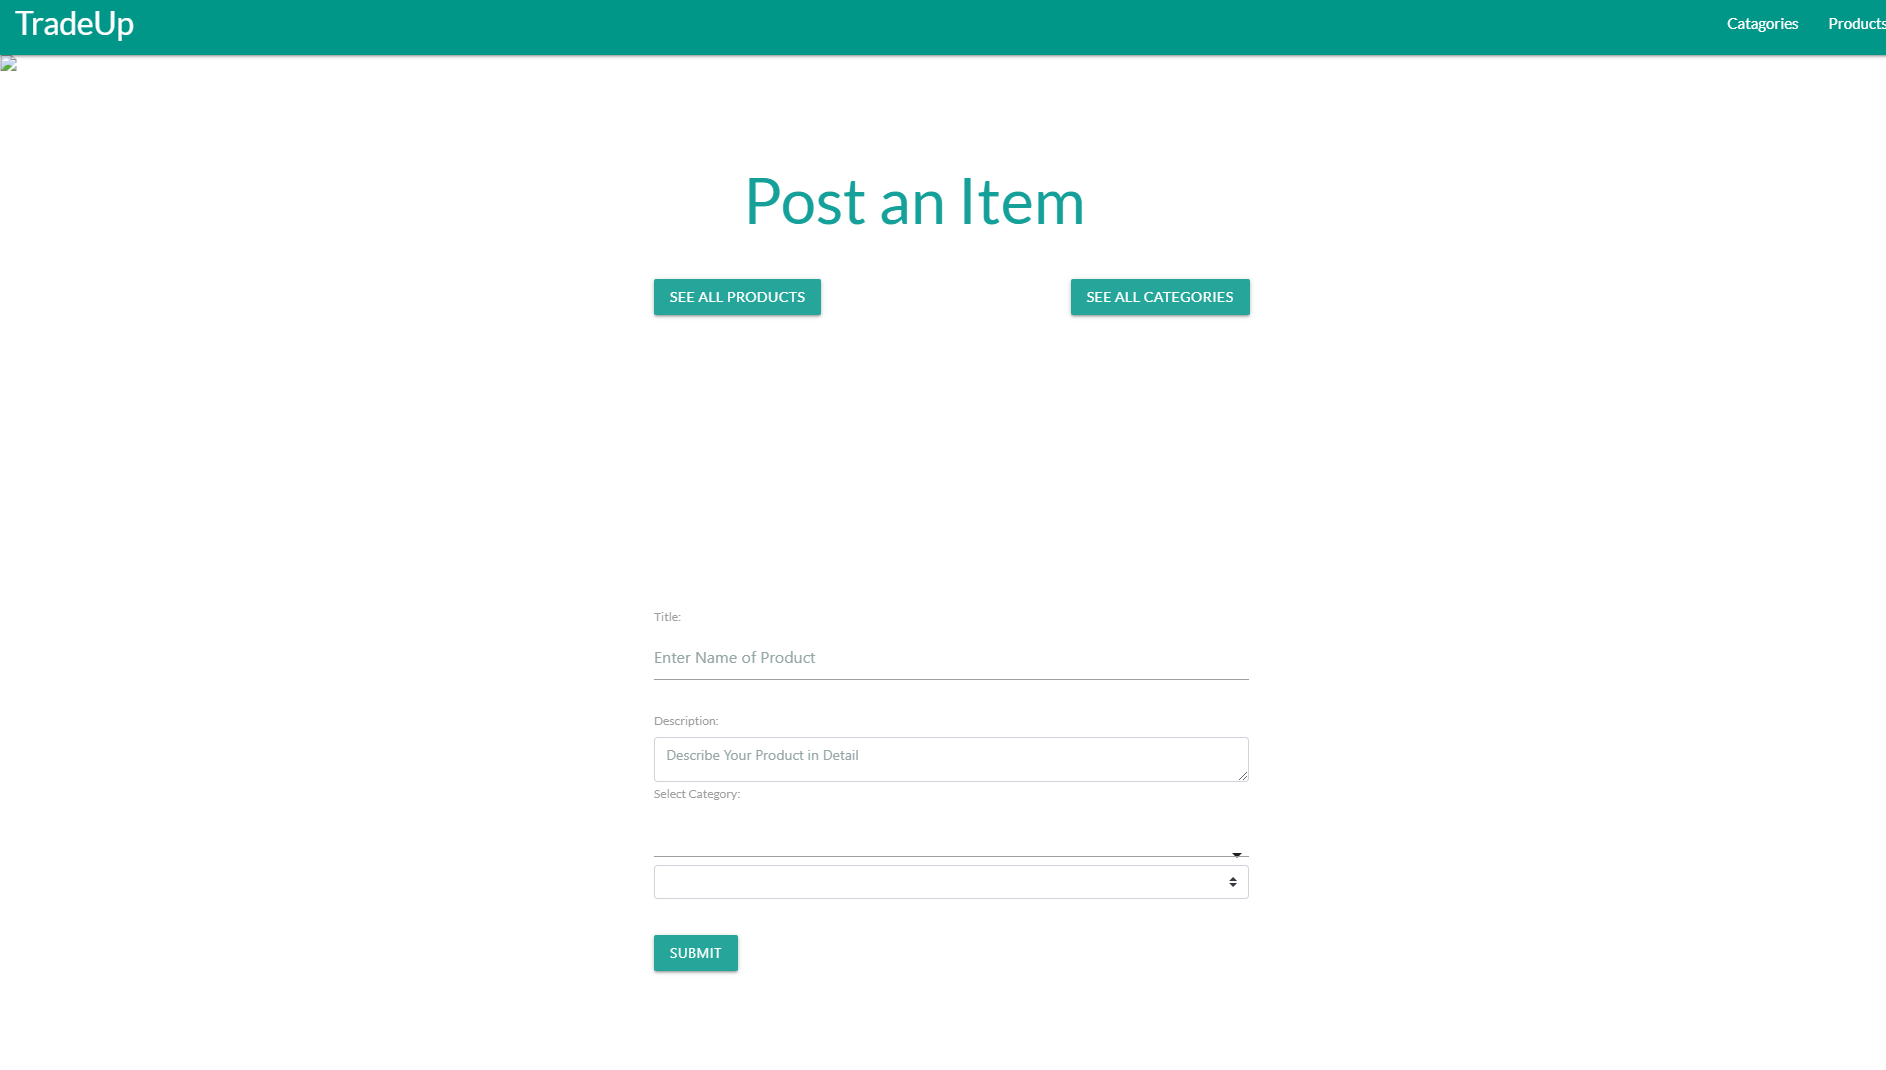 TradeUp
Catagories Products
Post an Item
SEE ALL PRODUCTS SEE ALL CATEGORIES
Title:
Enter Name of Product
Description:
Describe Your Product in Detail
Select Category:
SUBMIT